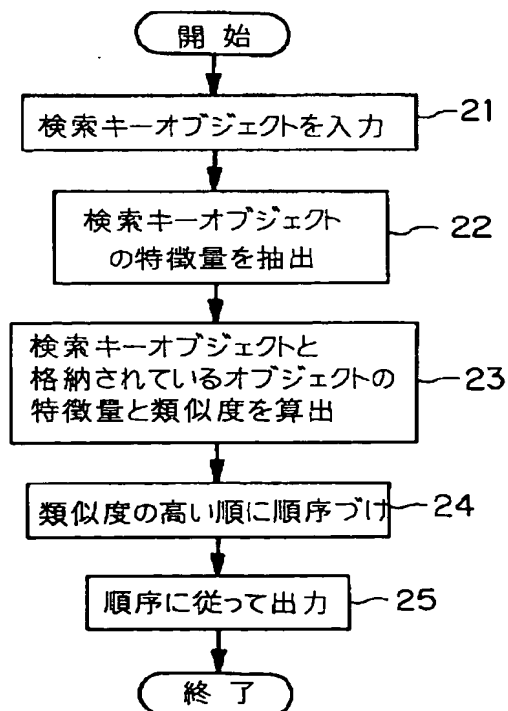 開始
検索キーオブジェクトを入力
21
検索キーオブジェクト
の特徴量を抽出
22
検索キーオブジェクトと
格納されているオブジェクトの
特徴量と類似度を算出
23
類似度の高い順に順序づけ
24
順序に従って出力
25
終了